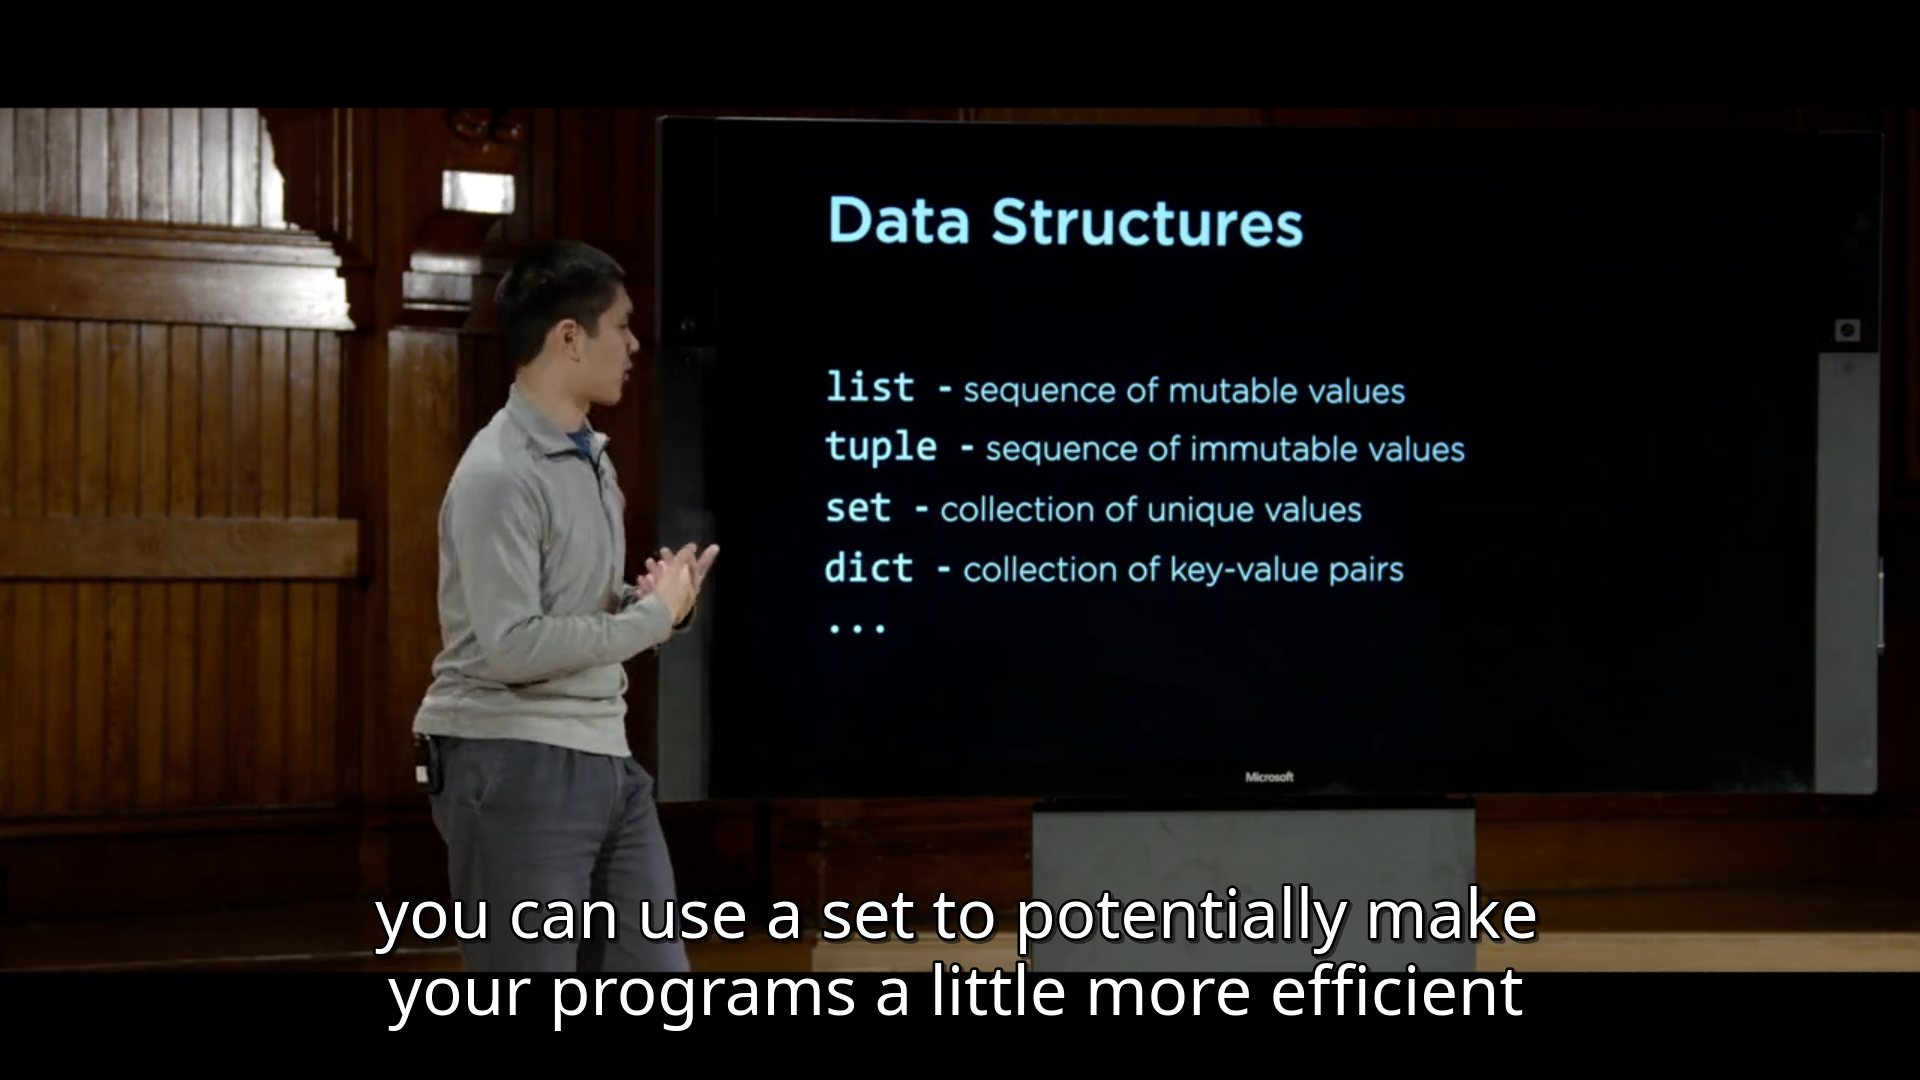 Data Structures
list - sequence of mutable values
tuple - sequence of immutable values
set - collection of unique values
dict - collection of key-value pairs
...
Microsoft
you can use a set to potentially make
your programs a little more efficient